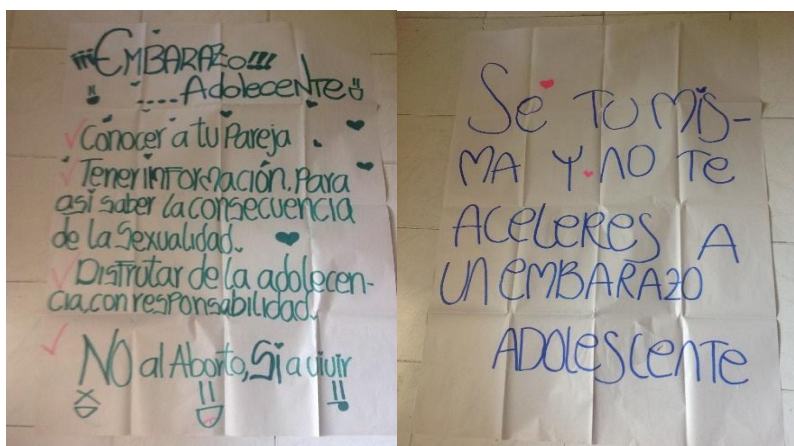 ¡¡¡EMBARAZO!!!
.....Adolecente
Conocer a tu Pareja.
Tener INFORMACIÓN. Para
así saber la consecuencia
de la Sexualidad.
Disfrutar de la adolecen-
cia, con responsabilidad.
NO al Aborto, Si a vivir
Sé TU MIS-
MA Y NO Te
ACELERES A
UN EMBARAZO
ADOLESCENTE